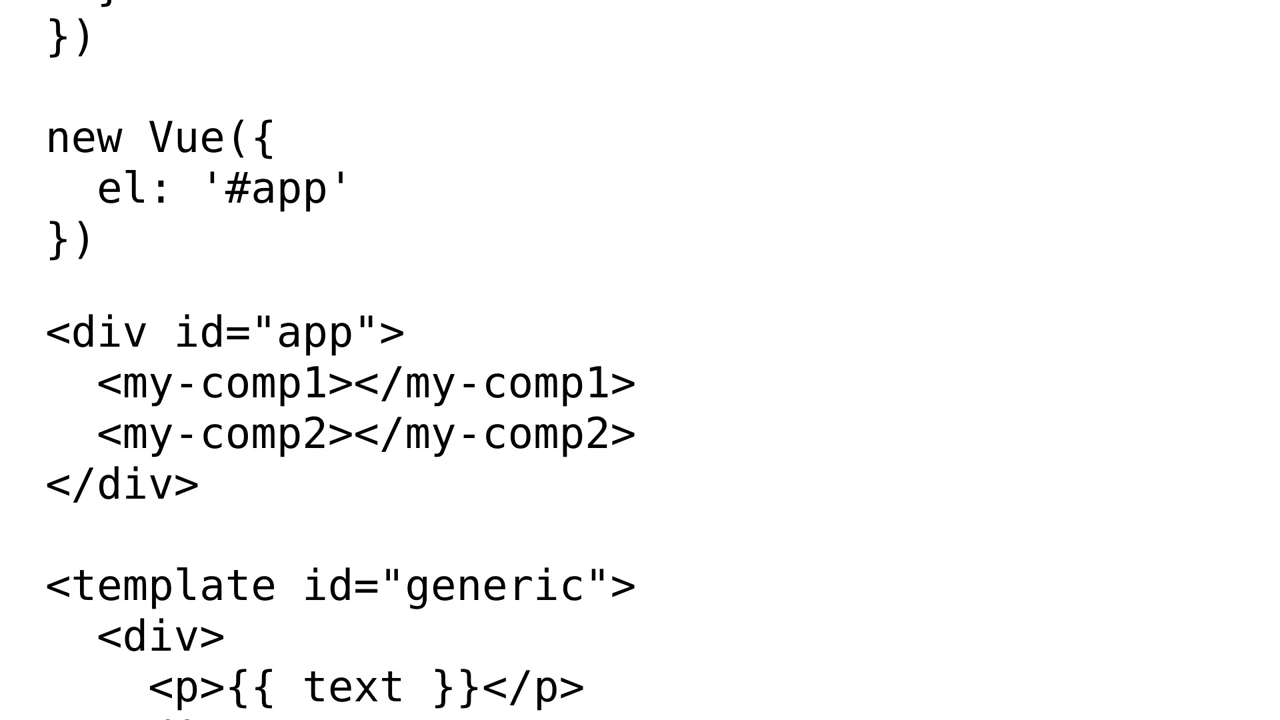 })
new Vue({
  el: '#app'
})
<div id="app">
  <my-comp1></my-comp1>
  <my-comp2></my-comp2>
</div>
<template id="generic">
  <div>
    <p>{{ text }}</p>